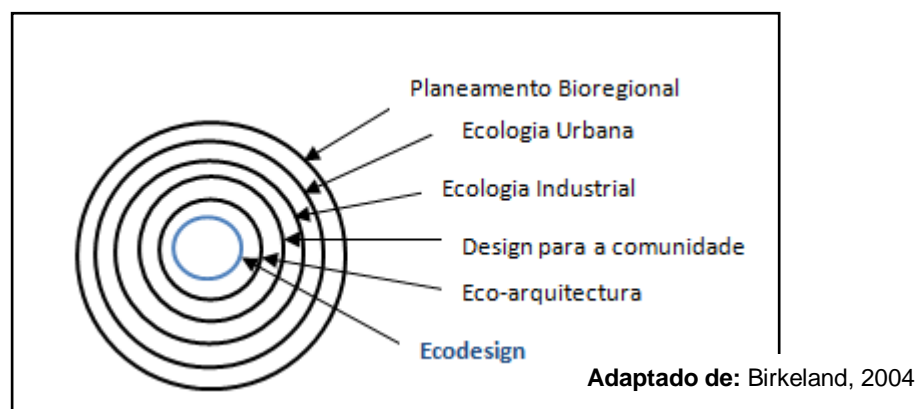 Planeamento Bioregional
Ecologia Urbana
Ecologia Industrial
Design para a comunidade
Eco-arquitectura
Ecodesign
Adaptado de: Birkeland, 2004